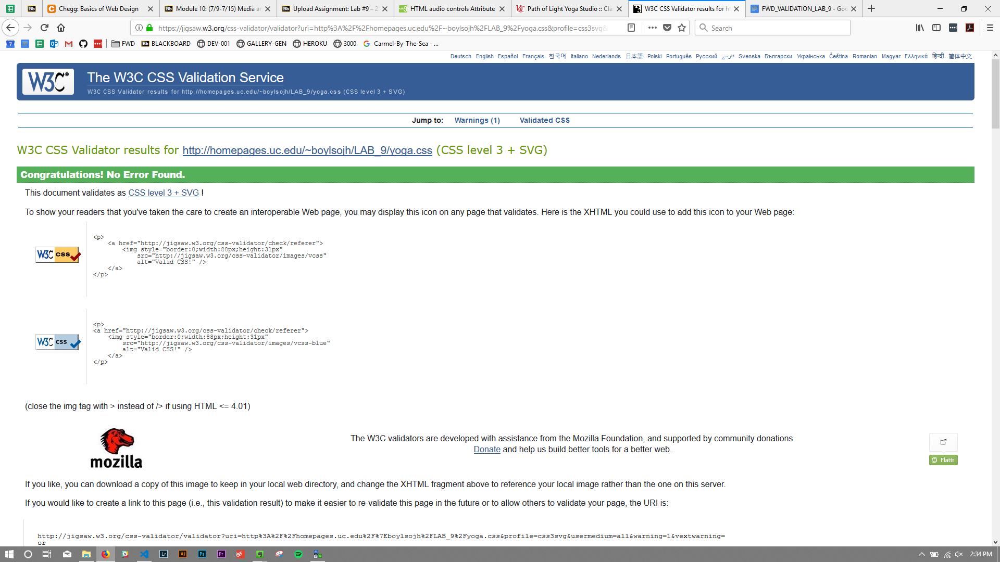 Chegg: Basics of Web Design
Module 10: (7/9-7/15) Media a
Upload Assignment: Lab #9 – 2
HTML audio controls Attribute
Path of Light Yoga Studio :: Cla
W3C CSS Validator results for ht
FWD_VALIDATION_LAB_9 - Goo
https://jigsaw.w3.org/css-validator/validator?uri=http%3A%2F%2Fhomepages.uc.edu%2F~boylsojh%2FLAB_9%2Fyoga.css&profile=css3svg&
Search
FWD
BLACKBOARD
DEV-001
GALLERY-GEN
HEROKU
3000
Carmel-By-The-Sea - ...
Deutsch English Español Français 한국어 Italiano Nederlands 日本語 Polski Português Русский فارسی Svenska Български Українська Čeština Romanian Magyar Ελληνικά हिन्दी 简体中文
W3C®
The W3C CSS Validation Service
W3C CSS Validator results for http://homepages.uc.edu/~boylsojh/LAB_9/yoga.css (CSS level 3 + SVG)
Jump to: Warnings (1) Validated CSS
W3C CSS Validator results for http://homepages.uc.edu/~boylsojh/LAB_9/yoga.css (CSS level 3 + SVG)
Congratulations! No Error Found.
This document validates as CSS level 3 + SVG !
To show your readers that you've taken the care to create an interoperable Web page, you may display this icon on any page that validates. Here is the XHTML you could use to add this icon to your Web page:
W3C css
<p>
<a href="http://jigsaw.w3.org/css-validator/check/referer">
<img style="border:0;width:88px;height:31px"
src="http://jigsaw.w3.org/css-validator/images/vcss"
alt="Valid CSS!" />
</a>
</p>
W3C css
<p>
<a href="http://jigsaw.w3.org/css-validator/check/referer">
<img style="border:0;width:88px;height:31px"
src="http://jigsaw.w3.org/css-validator/images/vcss-blue"
alt="Valid CSS!" />
</a>
</p>
(close the img tag with > instead of /> if using HTML <= 4.01)
mozilla
The W3C validators are developed with assistance from the Mozilla Foundation, and supported by community donations.
Donate and help us build better tools for a better web.
Flattr
If you like, you can download a copy of this image to keep in your local web directory, and change the XHTML fragment above to reference your local image rather than the one on this server.
If you would like to create a link to this page (i.e., this validation result) to make it easier to re-validate this page in the future or to allow others to validate your page, the URI is:
http://jigsaw.w3.org/css-validator/validator?uri=http%3A%2F%2Fhomepages.uc.edu%2F%7Eboylsojh%2FLAB_9%2Fyoga.css&profile=css3svg&usermedium=all&warning=1&vextwarning=
or
2:34 PM